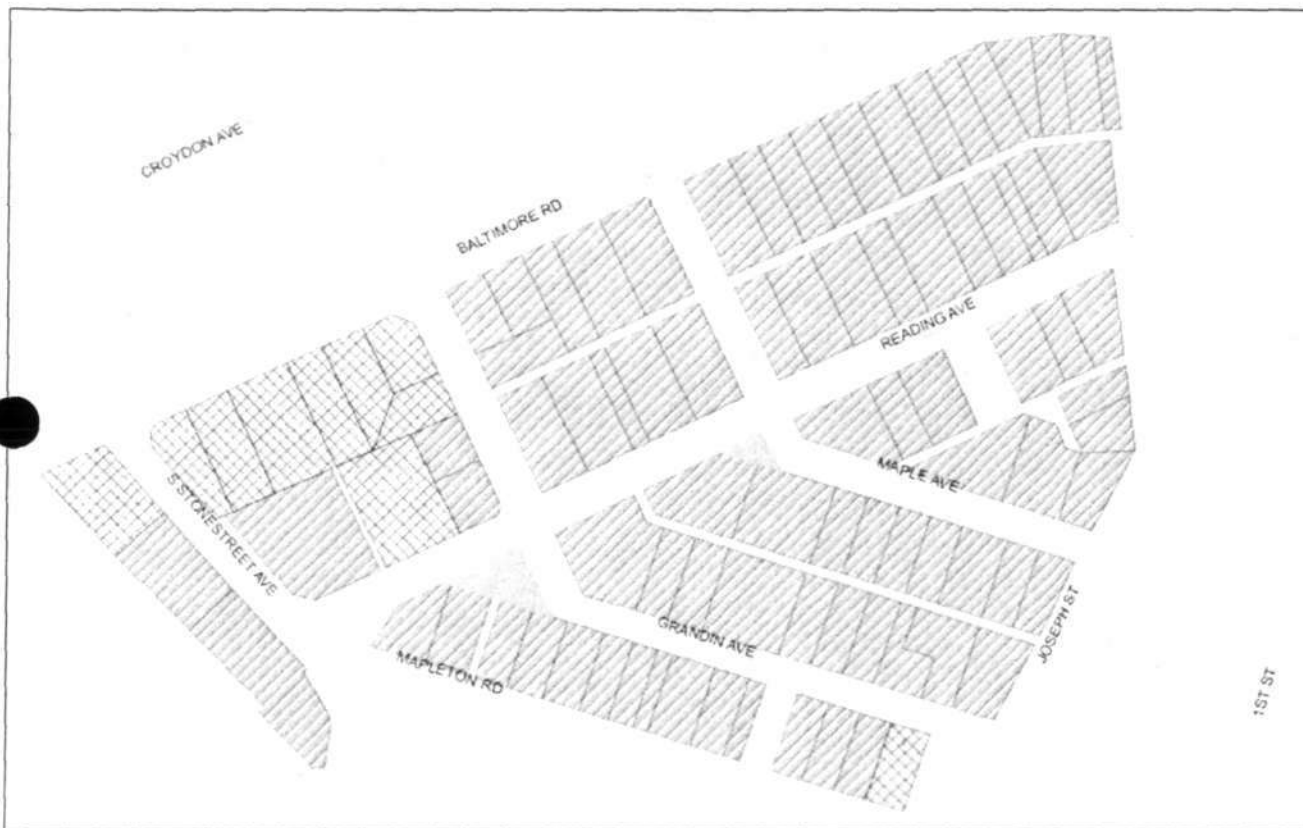 CROYDON AVE
BALTIMORE RD
READING AVE
MAPLE AVE
S STONESTREET AVE
GRANDIN AVE
JOSEPH ST
MAPLETON RD
1ST ST